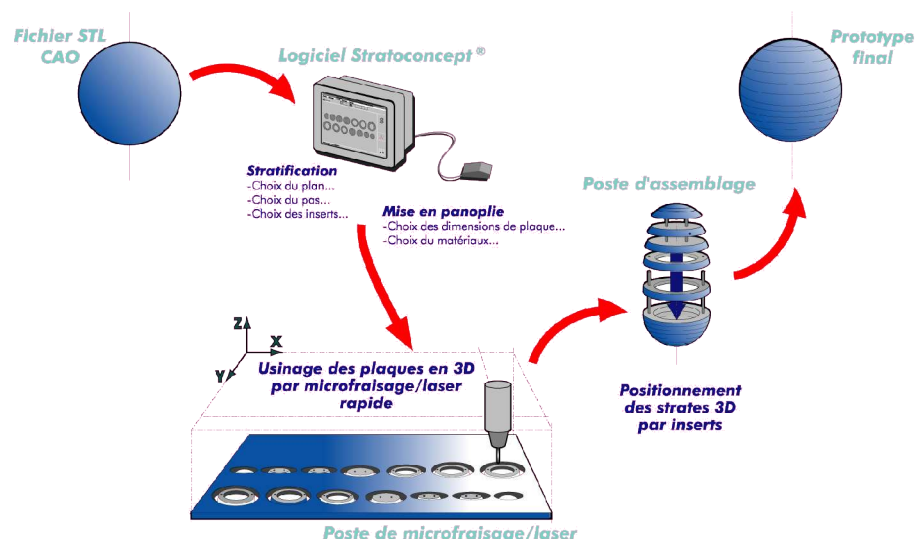 Fichier STL
CAO
Logiciel Stratoconcept ®
Prototype
final
Stratification
-Choix du plan...
-Choix du pas...
-Choix des inserts...
Mise en panoplie
-Choix des dimensions de plaque...
-Choix du matériaux...
Poste d'assemblage
Z
X
Y
Usinage des plaques en 3D
par microfraisage/laser
rapide
Positionnement
des strates 3D
par inserts
Poste de microfraisage/laser